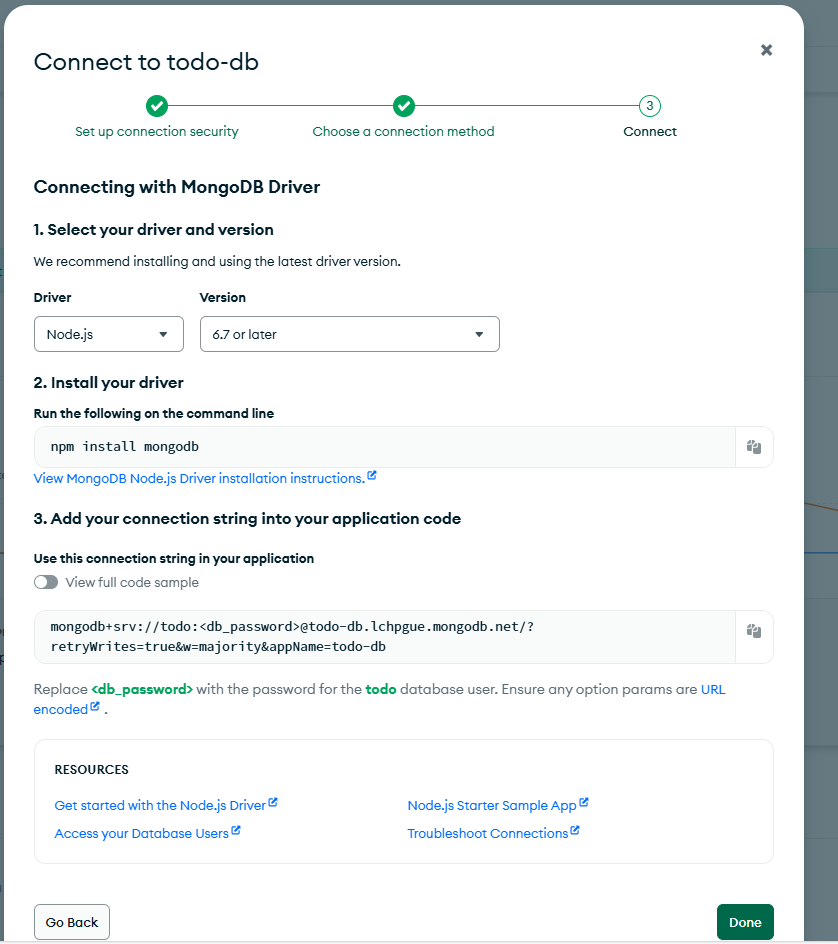 Connect to todo-db
Set up connection security
Choose a connection method
3
Connect
Connecting with MongoDB Driver
1. Select your driver and version
We recommend installing and using the latest driver version.
Driver
Version
Node.js
6.7 or later
2. Install your driver
Run the following on the command line
npm install mongodb
View MongoDB Node.js Driver installation instructions.
3. Add your connection string into your application code
Use this connection string in your application
View full code sample
mongodb+srv://todo:<db_password>@todo-db.lchpgue.mongodb.net/?
retryWrites=true&w=majority&appName=todo-db
Replace <db_password> with the password for the todo database user. Ensure any option params are URL
encoded .
RESOURCES
Get started with the Node.js Driver
Node.js Starter Sample App
Access your Database Users
Troubleshoot Connections
Go Back
Done